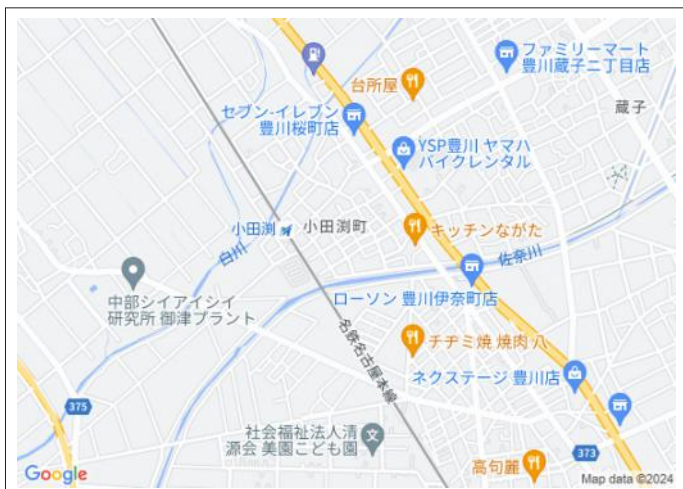 ファミリーマート
豊川蔵子二丁目店
台所屋
セブン-イレブン
豊川桜町店
蔵子
YSP豊川 ヤマハ
バイクレンタル
小田渕
小田渕町
キッチンながた
白川
佐奈川
中部シイアイシイ
研究所 御津プラント
ローソン 豊川伊奈町店
チヂミ焼 焼肉 八
名鉄名古屋本線
ネクステージ 豊川店
375
社会福祉法人清
源会 美園こども園
373
高句麗
Google
Map data ©2024